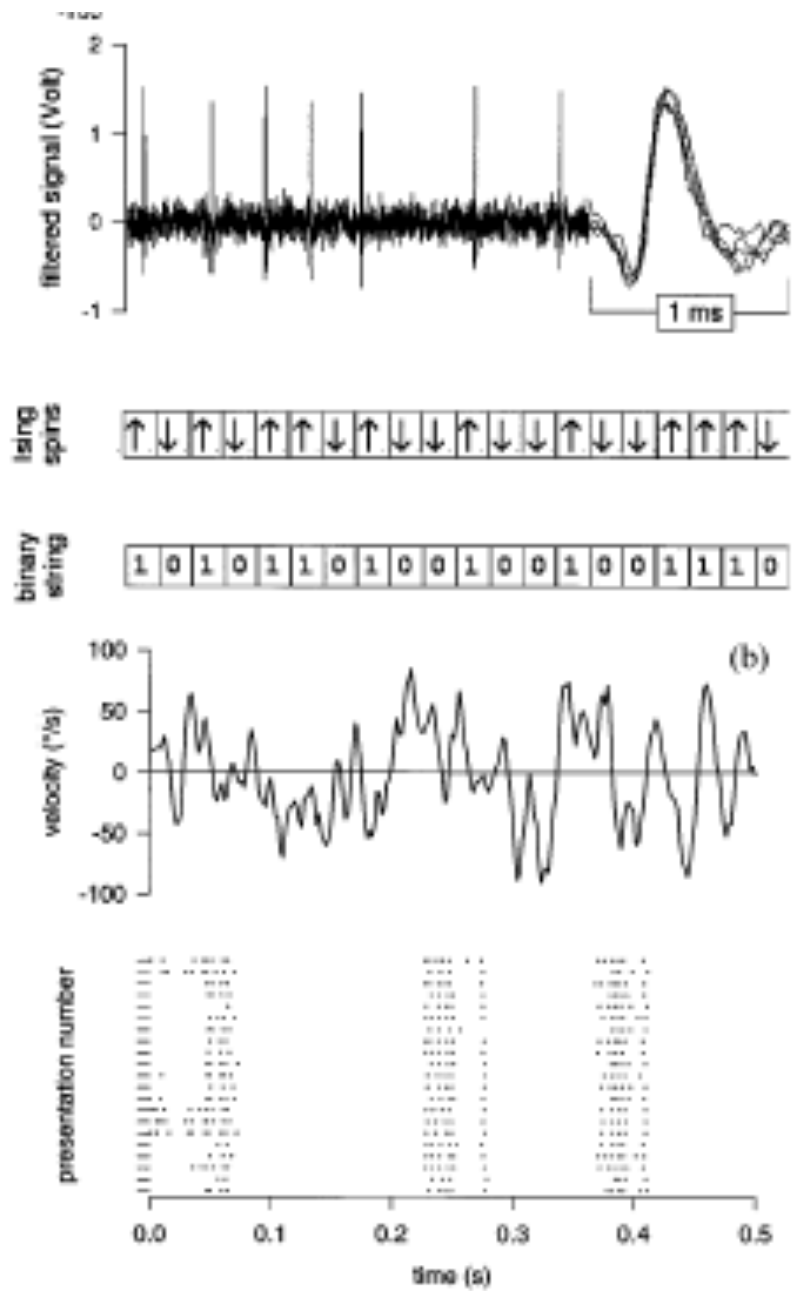 2
filtered signal (Volt)
1
0
-1
1 ms
Ising
spins
↑ ↓ ↑ ↓ ↑ ↑ ↓ ↑ ↓ ↓ ↑ ↓ ↓ ↑ ↓ ↓ ↑ ↑ ↑ ↓
binary
string
1 0 1 0 1 1 0 1 0 0 1 0 0 1 0 0 1 1 1 0
(b)
100
50
velocity (°/s)
0
-50
-100
presentation number
0.0 0.1 0.2 0.3 0.4 0.5
time (s)